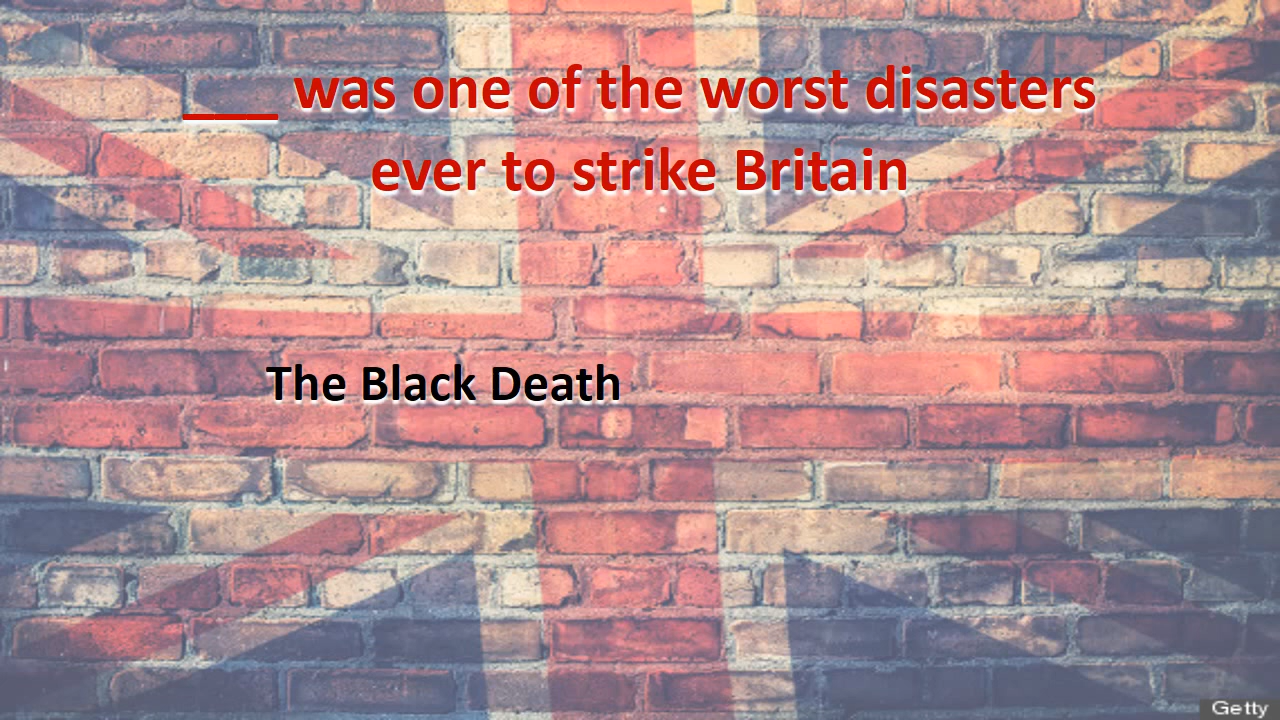 ___ was one of the worst disasters
ever to strike Britain
The Black Death
Getty